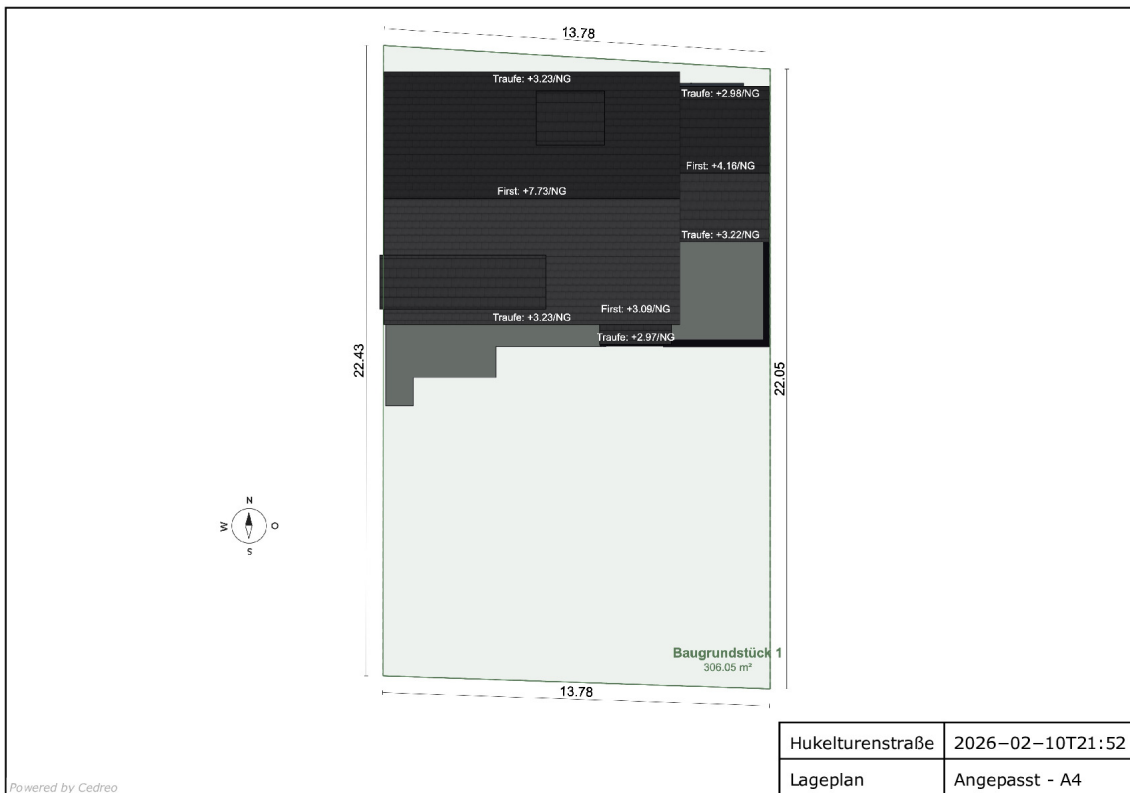 13.78
Traufe: +3.23/NG
Traufe: +2.98/NG
First: +4.16/NG
First: +7.73/NG
Traufe: +3.22/NG
First: +3.09/NG
Traufe: +3.23/NG
Traufe: +2.97/NG
22.43
22.05
N
W O
S
Baugrundstück 1
306.05 m²
13.78
Hukelturenstraße 2026-02-10T21:52
Lageplan Angepasst - A4
Powered by Cedreo